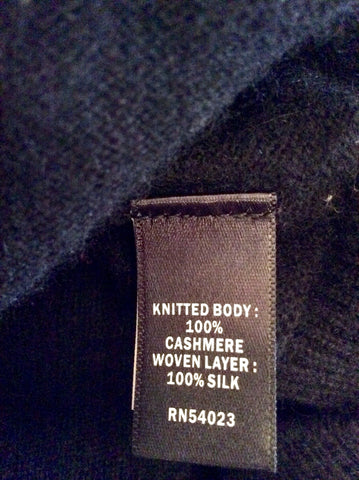 KNITTED BODY :
100%
CASHMERE
WOVEN LAYER :
100% SILK
RN54023